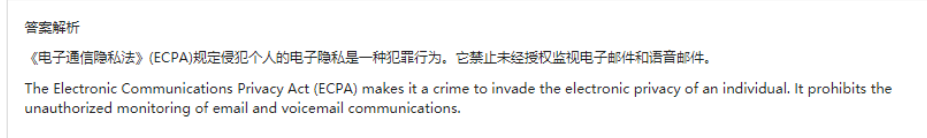 答案解析
《电子通信隐私法》(ECPA)规定侵犯个人的电子隐私是一种犯罪行为。它禁止未经授权监视电子邮件和语音邮件。
The Electronic Communications Privacy Act (ECPA) makes it a crime to invade the electronic privacy of an individual. It prohibits the
unauthorized monitoring of email and voicemail communications.